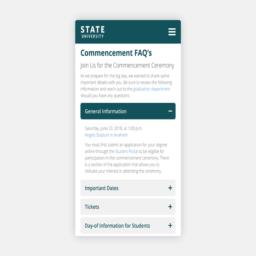 STATE
UNIVERSITY
Commencement FAQ's
Join Us for the Commencement Ceremony
As we prepare for the big day, we wanted to share some
important details with you. Be sure to review the following
information and reach out to the graduation department
should you have any questions.
General Information −
Saturday, June 23, 2018, at 1:00 p.m.
Angels Stadium in Anaheim
You must first submit an application for your degree
online through the Student Portal to be eligible for
participation in the commencement ceremony. There
is a section of the application that allows you to
indicate your interest in attending the ceremony.
Important Dates +
Tickets +
Day-of Information for Students +